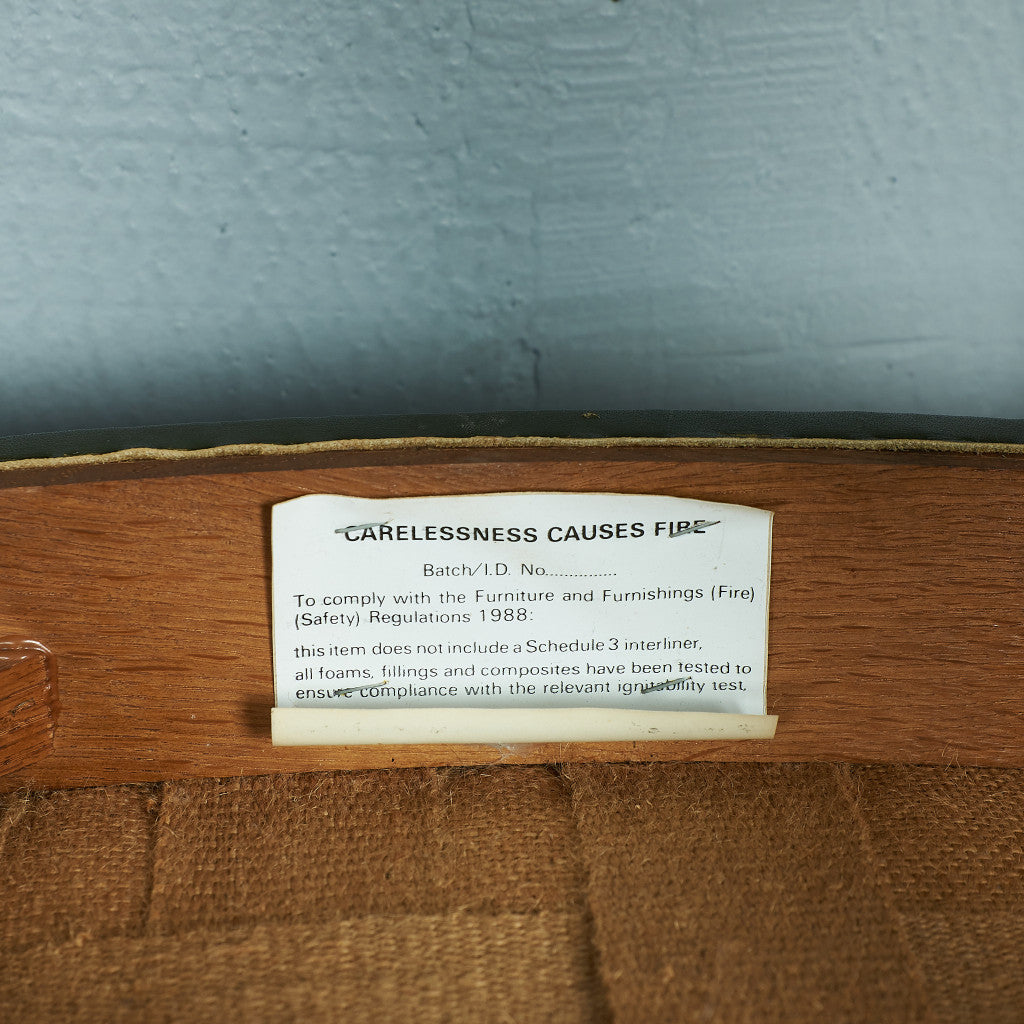 CARELESSNESS CAUSES FIRE
Batch/I.D. No...............
To comply with the Furniture and Furnishings (Fire)
(Safety) Regulations 1988:
this item does not include a Schedule 3 interliner,
all foams, fillings and composites have been tested to
ensure compliance with the relevant ignitability test,